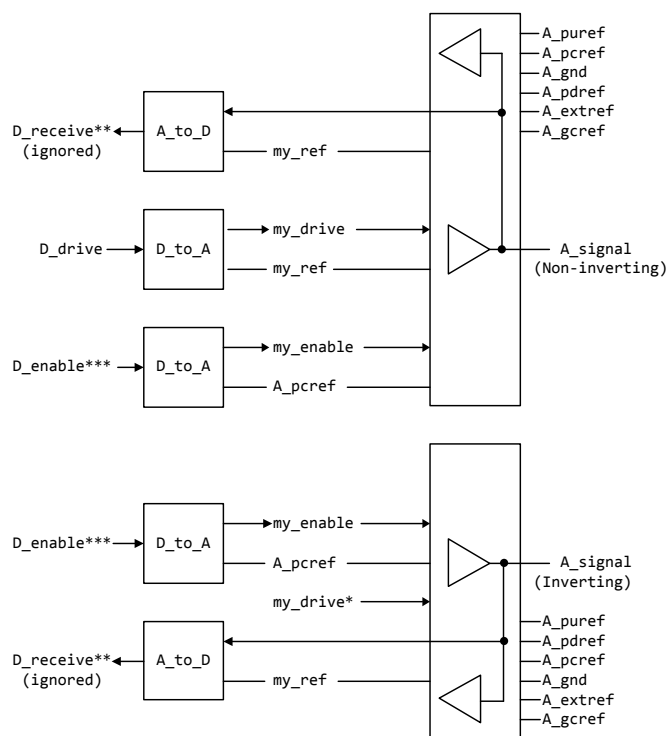 A_puref
A_pcref
A_gnd
A_pdref
A_extref
A_gcref
D_receive**
(ignored)
A_to_D
my_ref
D_drive
D_to_A
my_drive
my_ref
A_signal
(Non-inverting)
D_enable***
D_to_A
my_enable
A_pcref
D_enable***
D_to_A
my_enable
A_pcref
my_drive*
A_signal
(Inverting)
D_receive**
(ignored)
A_to_D
my_ref
A_puref
A_pdref
A_pcref
A_gnd
A_extref
A_gcref